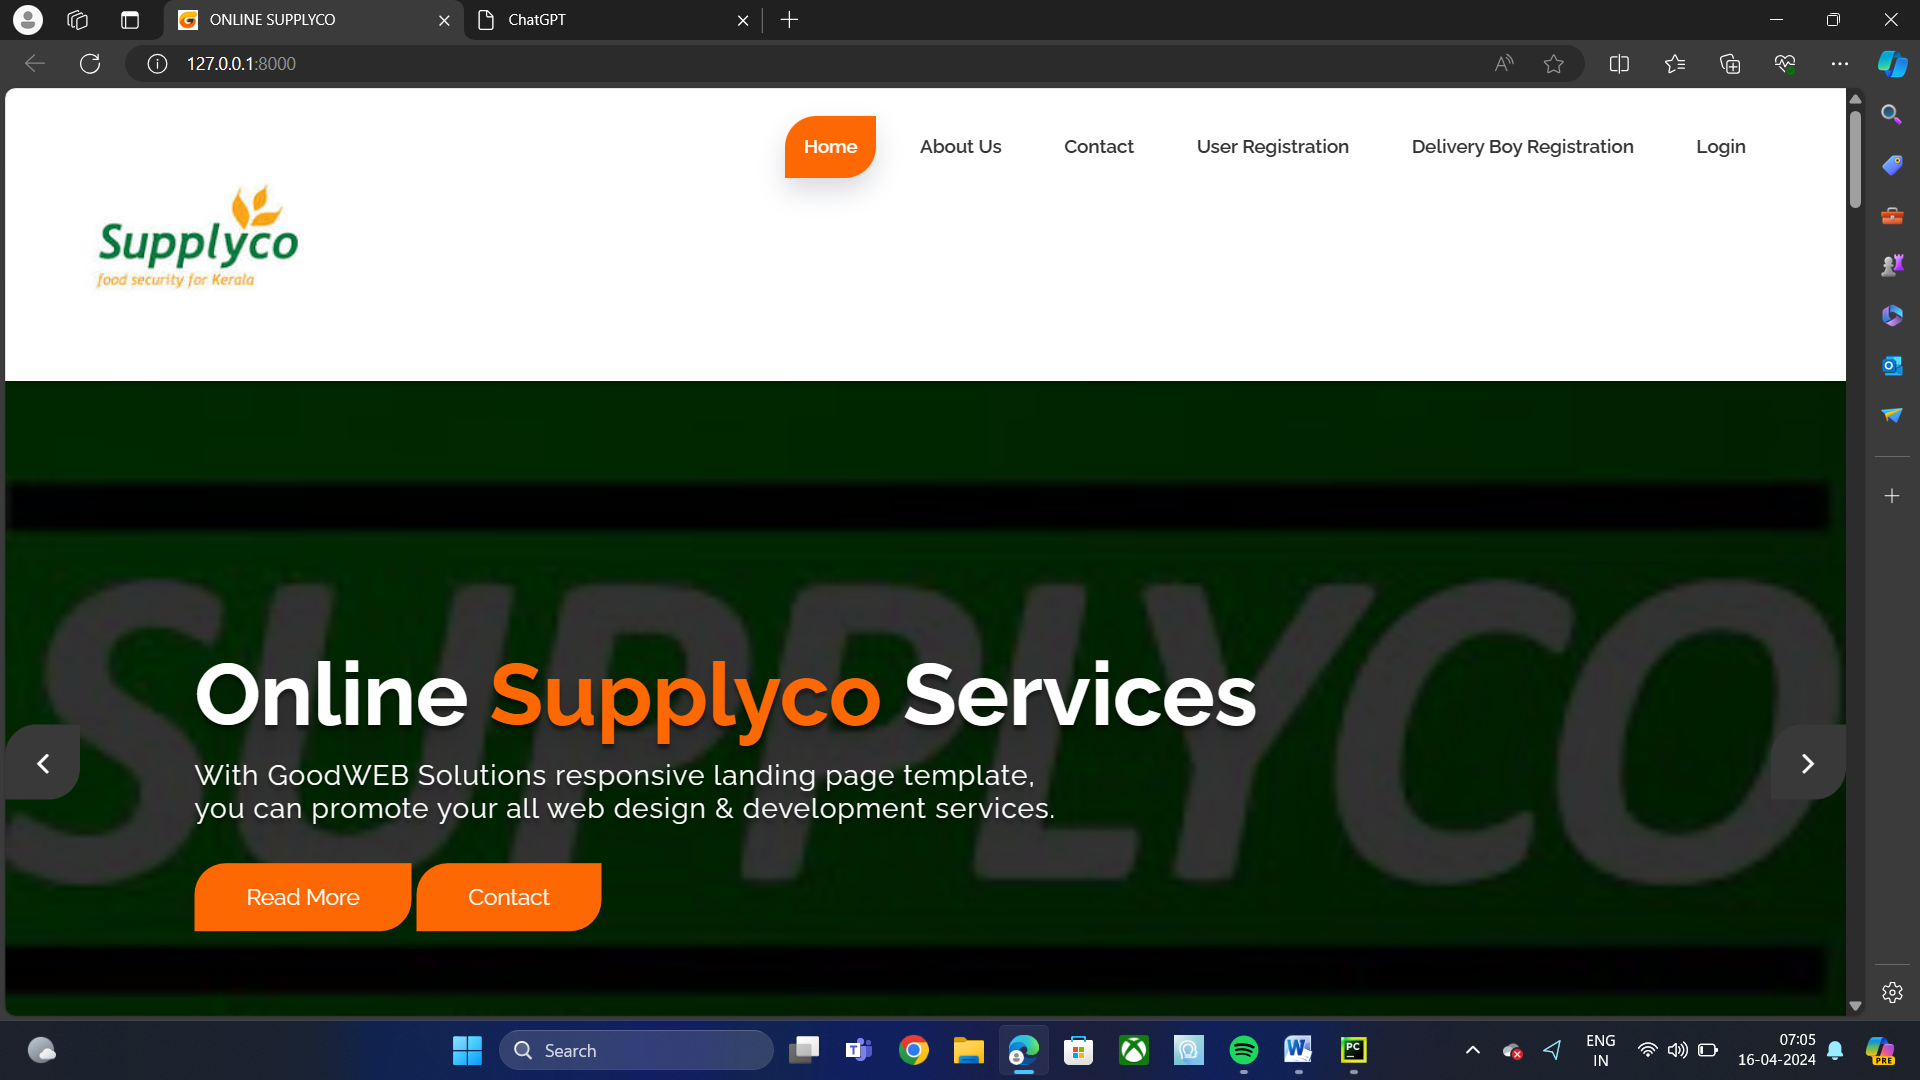 ONLINE SUPPLYCO
ChatGPT
127.0.0.1:8000
Home
About Us
Contact
User Registration
Delivery Boy Registration
Login
Supplyco
food security for Kerala
SUPPLYCO
Online Supplyco Services
With GoodWEB Solutions responsive landing page template,
you can promote your all web design & development services.
Read More
Contact
Search
ENG
IN
07:05
16-04-2024
PRE